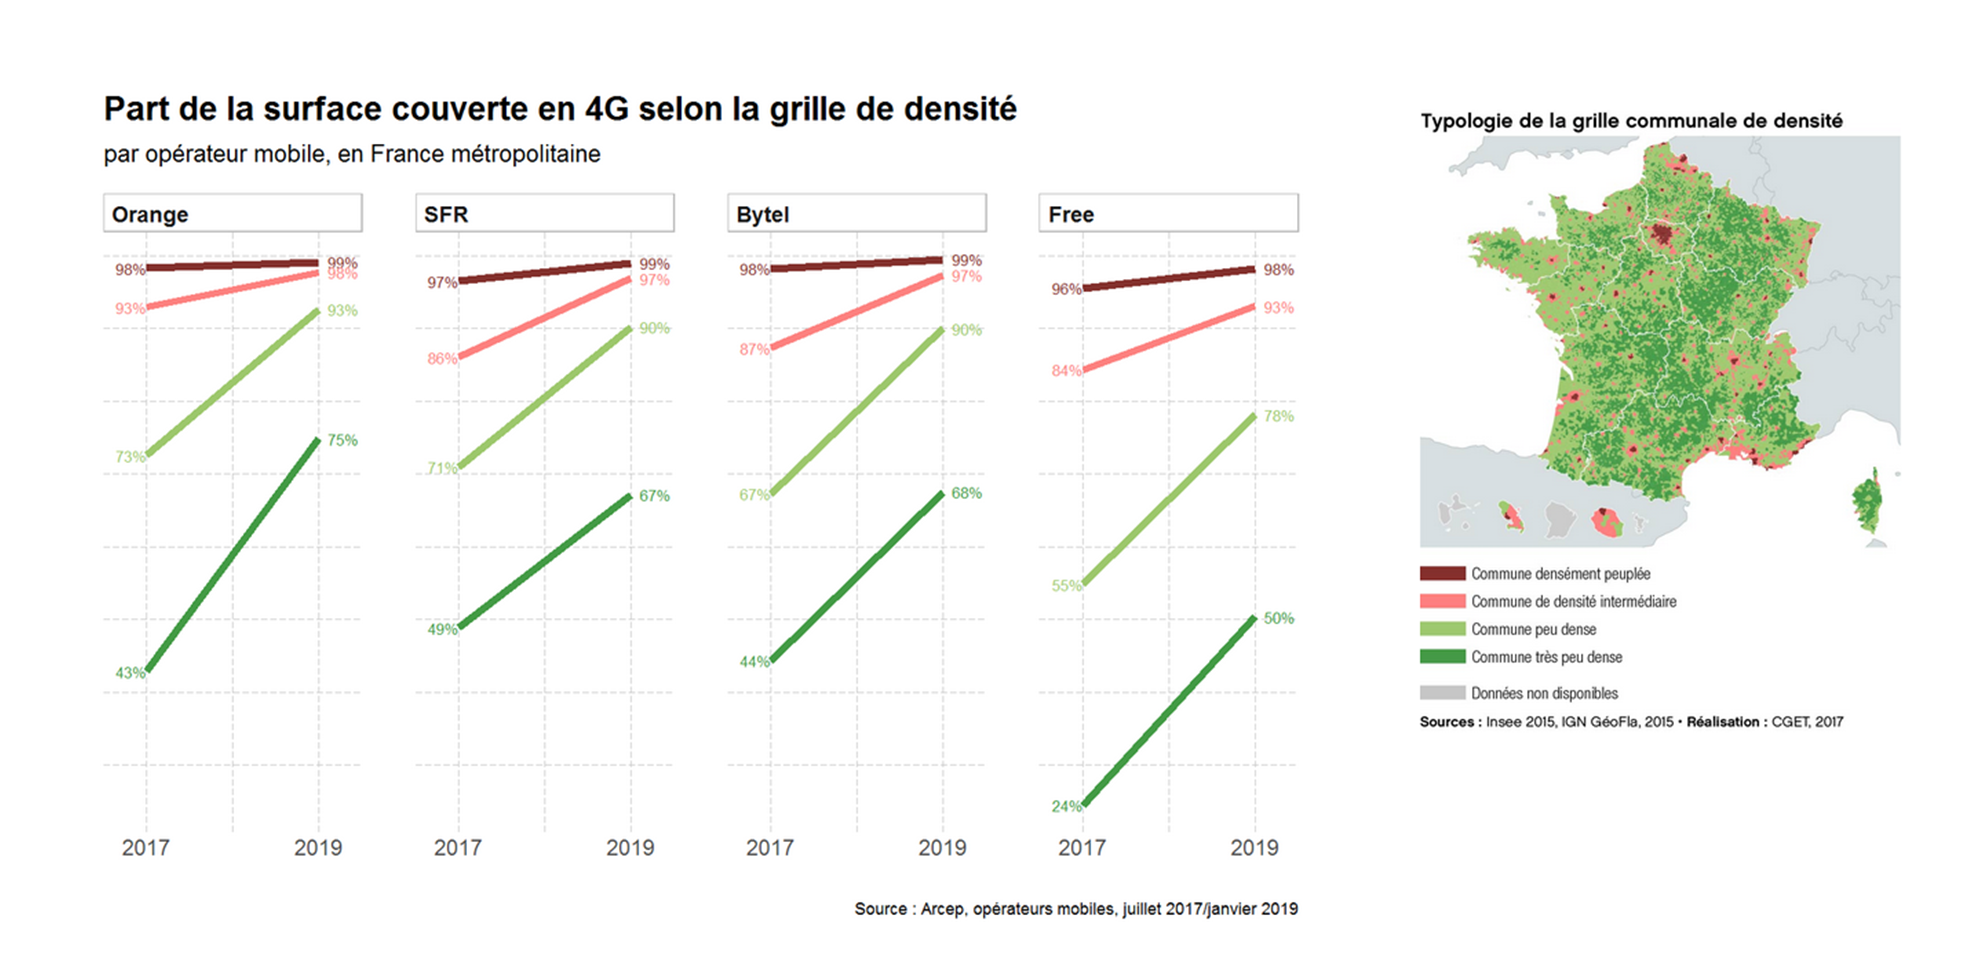 Part de la surface couverte en 4G selon la grille de densité
par opérateur mobile, en France métropolitaine
Orange
98%
99%
93%
98%
93%
73%
75%
43%
2017 2019
SFR
97%
99%
97%
86%
90%
71%
67%
49%
2017 2019
Bytel
98%
99%
97%
87%
90%
67%
68%
44%
2017 2019
Free
96%
98%
93%
84%
78%
55%
50%
24%
2017 2019
Source : Arcep, opérateurs mobiles, juillet 2017/janvier 2019
Typologie de la grille communale de densité
Commune densément peuplée
Commune de densité intermédiaire
Commune peu dense
Commune très peu dense
Données non disponibles
Sources : Insee 2015, IGN GéoFla, 2015 • Réalisation : CGET, 2017